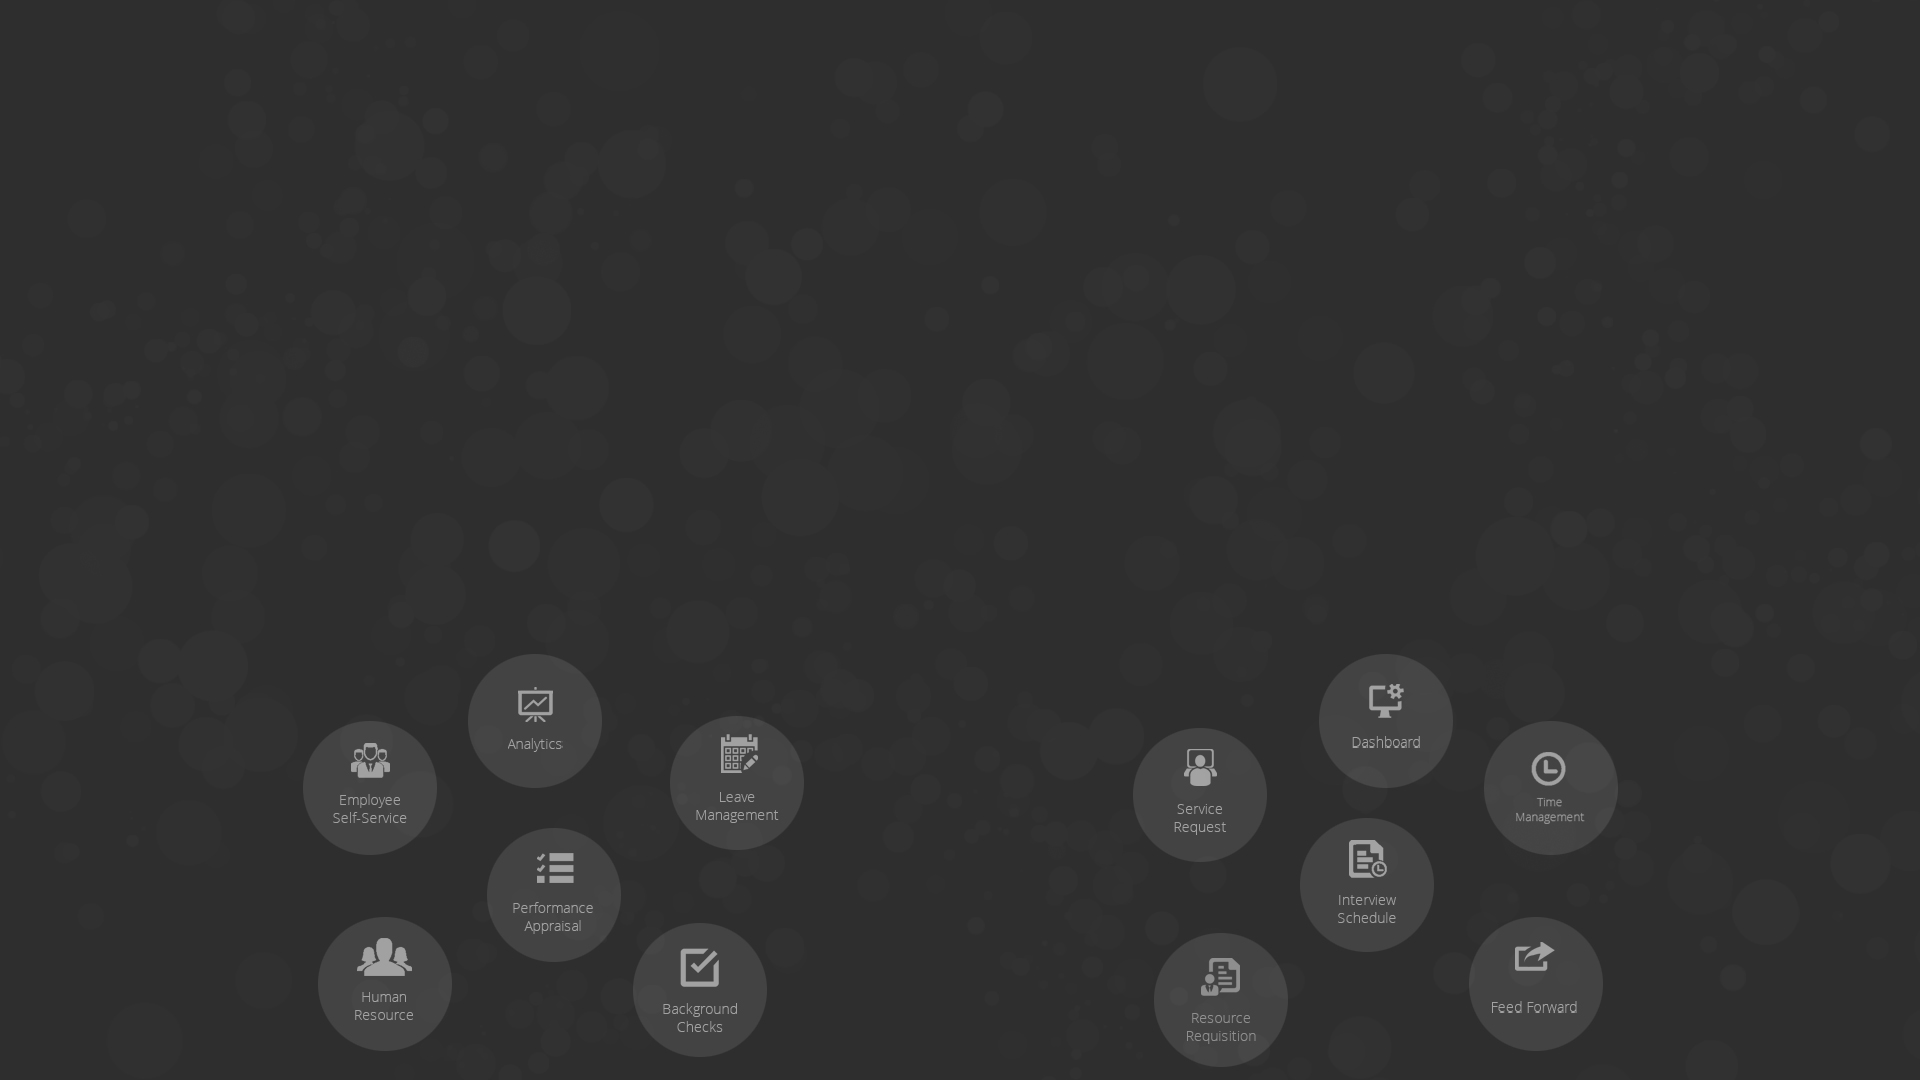 Analytics
Employee
Self-Service
Leave
Management
Performance
Appraisal
Human
Resource
Background
Checks
Dashboard
Service
Request
Time
Management
Interview
Schedule
Resource
Requisition
Feed Forward